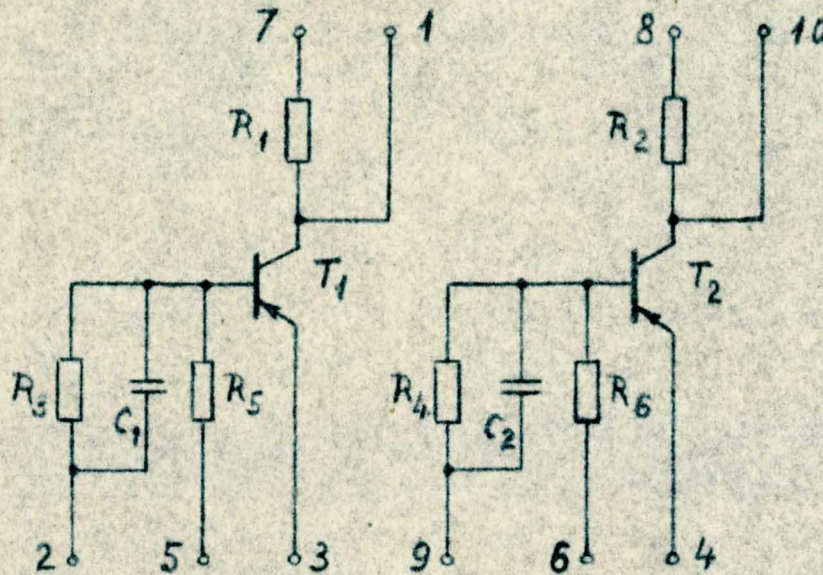 7 1 8 10
R₁ R₂
T₁ T₂
R₃ C₁ R₅ R₄ C₂ R₆
2 5 3 9 6 4